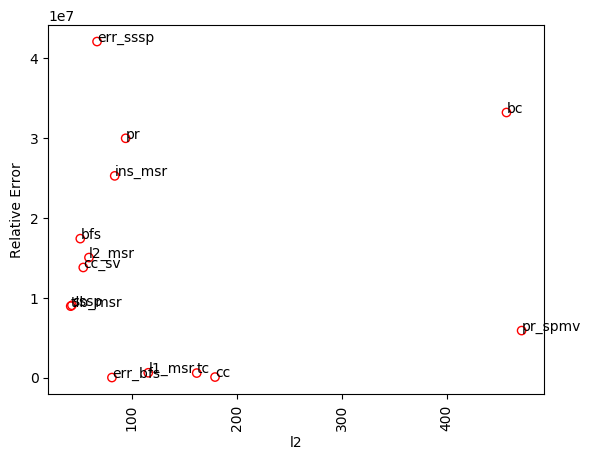 1e7
err_sssp
4
bc
pr
3
ins_msr
Relative Error
2
bfs
l2_msr
cc_sv
1
pr_spmv
l1_msr
tc
cc
err_bfs
0
100
200
300
400
l2